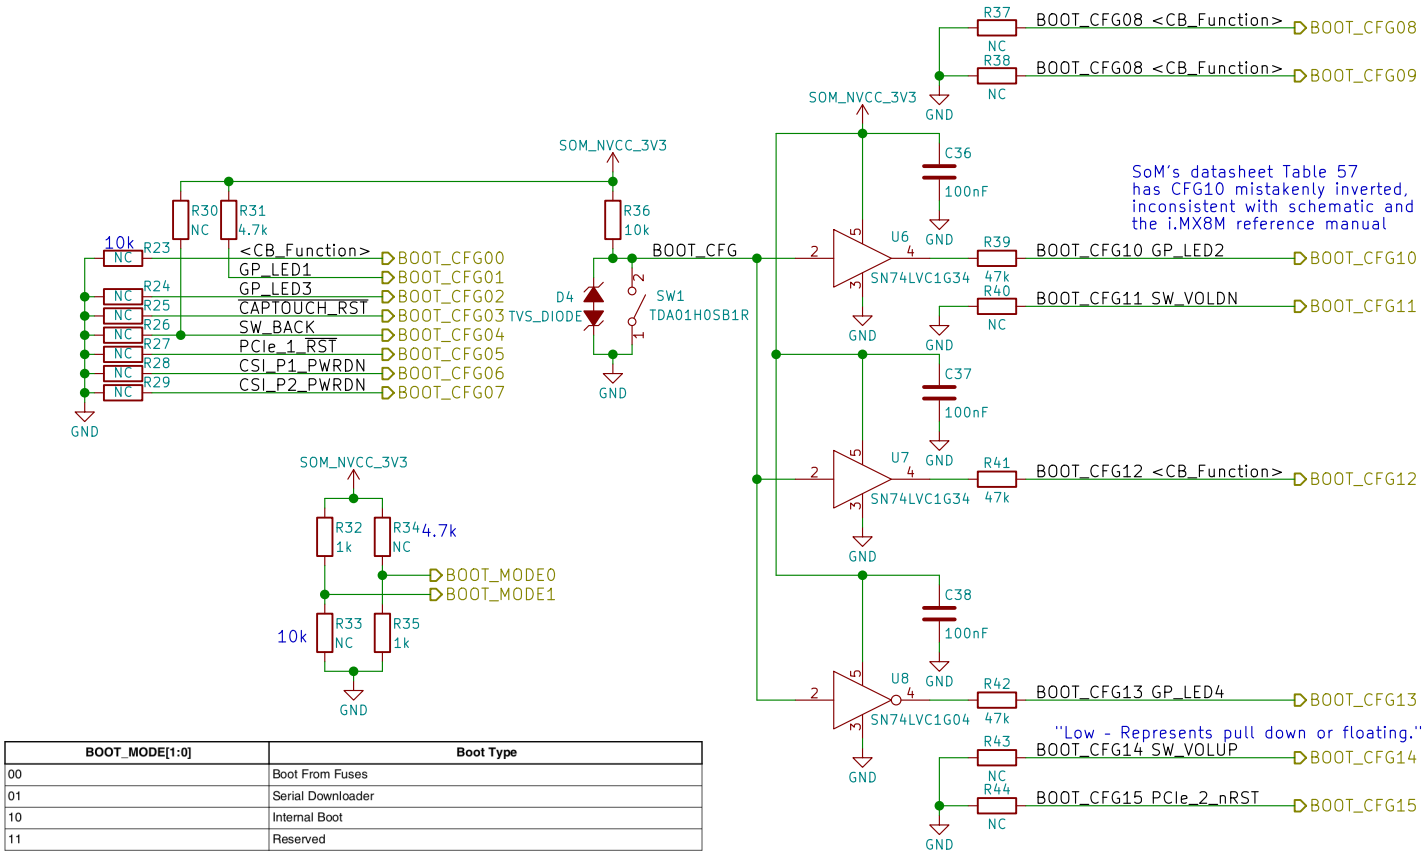 R37
BOOT_CFG08 <CB_Function>
BOOT_CFG08
NC
R38
BOOT_CFG08 <CB_Function>
BOOT_CFG09
NC
GND
SOM_NVCC_3V3
C36
100nF
GND
SoM's datasheet Table 57
has CFG10 mistakenly inverted,
inconsistent with schematic and
the i.MX8M reference manual
SOM_NVCC_3V3
R30
NC
R31
4.7k
R36
10k
10k
R23
NC
<CB_Function>
BOOT_CFG00
GP_LED1
BOOT_CFG01
R24
NC
GP_LED3
BOOT_CFG02
R25
NC
CAPTOUCH_RST
BOOT_CFG03
R26
NC
SW_BACK
BOOT_CFG04
R27
NC
PCIe_1_RST
BOOT_CFG05
R28
NC
CSI_P1_PWRDN
BOOT_CFG06
R29
NC
CSI_P2_PWRDN
BOOT_CFG07
GND
BOOT_CFG
D4
TVS_DIODE
2
SW1
TDA01H0SB1R
1
GND
2
5
U6
4
SN74LVC1G34
3
GND
R39
47k
BOOT_CFG10 GP_LED2
BOOT_CFG10
R40
NC
BOOT_CFG11 SW_VOLDN
BOOT_CFG11
GND
C37
100nF
GND
2
5
U7
4
SN74LVC1G34
3
GND
R41
47k
BOOT_CFG12 <CB_Function>
BOOT_CFG12
SOM_NVCC_3V3
R32
1k
R34
4.7k
NC
BOOT_MODE0
BOOT_MODE1
10k
R33
NC
R35
1k
GND
C38
100nF
GND
2
5
U8
4
SN74LVC1G04
3
GND
R42
47k
BOOT_CFG13 GP_LED4
BOOT_CFG13
"Low - Represents pull down or floating."
R43
NC
BOOT_CFG14 SW_VOLUP
BOOT_CFG14
R44
NC
BOOT_CFG15 PCIe_2_nRST
BOOT_CFG15
GND
BOOT_MODE[1:0] Boot Type
00 Boot From Fuses
01 Serial Downloader
10 Internal Boot
11 Reserved